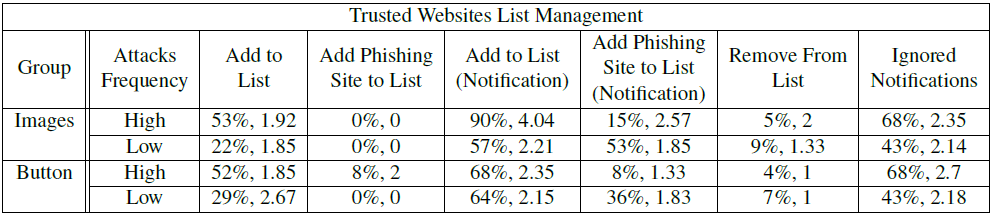 Trusted Websites List Management
Group Attacks Frequency Add to List Add Phishing Site to List Add to List (Notification) Add Phishing Site to List (Notification) Remove From List Ignored Notifications
Images High 53%, 1.92 0%, 0 90%, 4.04 15%, 2.57 5%, 2 68%, 2.35
Low 22%, 1.85 0%, 0 57%, 2.21 53%, 1.85 9%, 1.33 43%, 2.14
Button High 52%, 1.85 8%, 2 68%, 2.35 8%, 1.33 4%, 1 68%, 2.7
Low 29%, 2.67 0%, 0 64%, 2.15 36%, 1.83 7%, 1 43%, 2.18